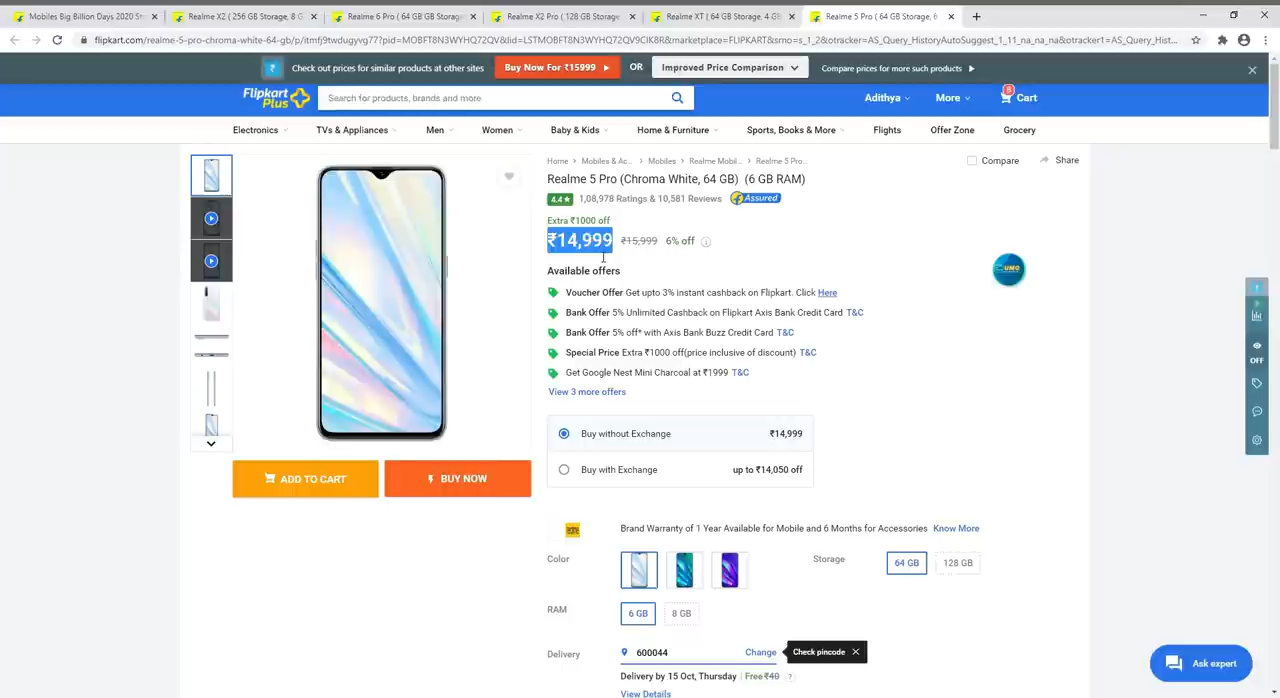 Mobiles Big Billion Days 2020 St
Realme X2 ( 256 GB Storage, 8 G
Realme 6 Pro ( 64 GB GB Storage
Realme X2 Pro ( 128 GB Storage
Realme XT ( 64 GB Storage, 4 GB
Realme 5 Pro ( 64 GB Storage, 6
flipkart.com/realme-5-pro-chroma-white-64-gb/p/itmfj9twdugyvg77?pid=MOBFT8N3WYHQ72QV&lid=LSTMOBFT8N3WYHQ72QV9CIK8R&marketplace=FLIPKART&srno=s_1_2&otracker=AS_Query_HistoryAutoSuggest_1_11_na_na_na&otracker1=AS_Query_Hist...
Check out prices for similar products at other sites
Buy Now For ₹15999
OR
Improved Price Comparison
Compare prices for more such products
Flipkart
Plus
Search for products, brands and more
Adithya
More
8
Cart
Electronics
TVs & Appliances
Men
Women
Baby & Kids
Home & Furniture
Sports, Books & More
Flights
Offer Zone
Grocery
Home > Mobiles & Ac... > Mobiles > Realme Mobil... > Realme 5 Pro...
Compare
Share
Realme 5 Pro (Chroma White, 64 GB) (6 GB RAM)
4.4★ 1,08,978 Ratings & 10,581 Reviews Assured
Extra ₹1000 off
₹14,999 ₹15,999 6% off
Available offers
Voucher Offer Get upto 3% instant cashback on Flipkart. Click Here
Bank Offer 5% Unlimited Cashback on Flipkart Axis Bank Credit Card T&C
Bank Offer 5% off* with Axis Bank Buzz Credit Card T&C
Special Price Extra ₹1000 off(price inclusive of discount) T&C
Get Google Nest Mini Charcoal at ₹1999 T&C
View 3 more offers
OFF
Buy without Exchange ₹14,999
Buy with Exchange up to ₹14,050 off
ADD TO CART
BUY NOW
Brand Warranty of 1 Year Available for Mobile and 6 Months for Accessories Know More
Color
Storage
64 GB
128 GB
RAM
6 GB
8 GB
Delivery
600044
Change
Check pincode
Delivery by 15 Oct, Thursday | Free ₹40 ?
View Details
Ask expert